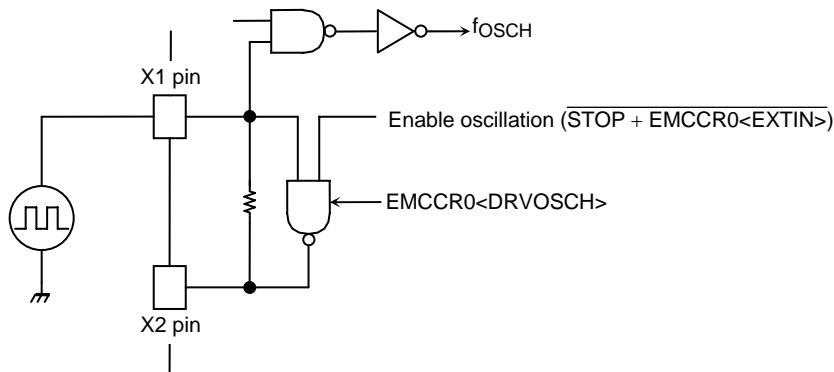 fOSCH
X1 pin
Enable oscillation (STOP + EMCCR0<EXTIN>)
EMCCR0<DRVOSCH>
X2 pin